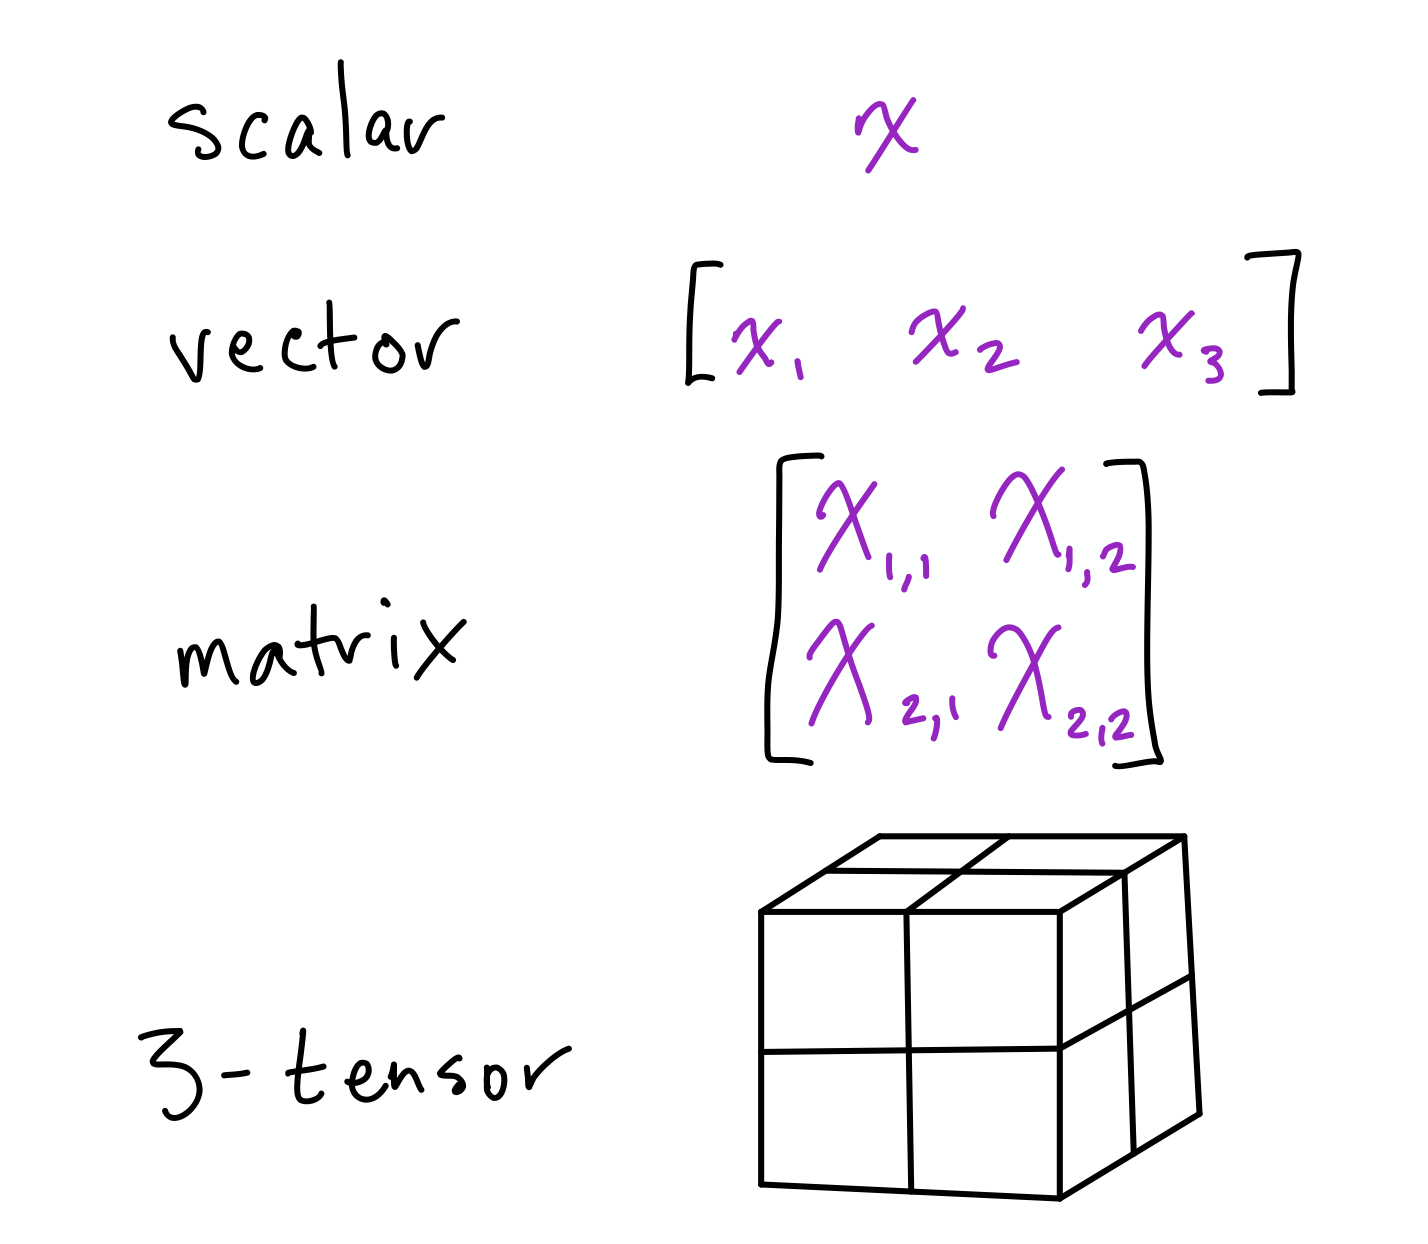 scalar x
vector [x₁ x₂ x₃]
matrix [x₁,₁ x₁,₂
x₂,₁ x₂,₂]
3-tensor